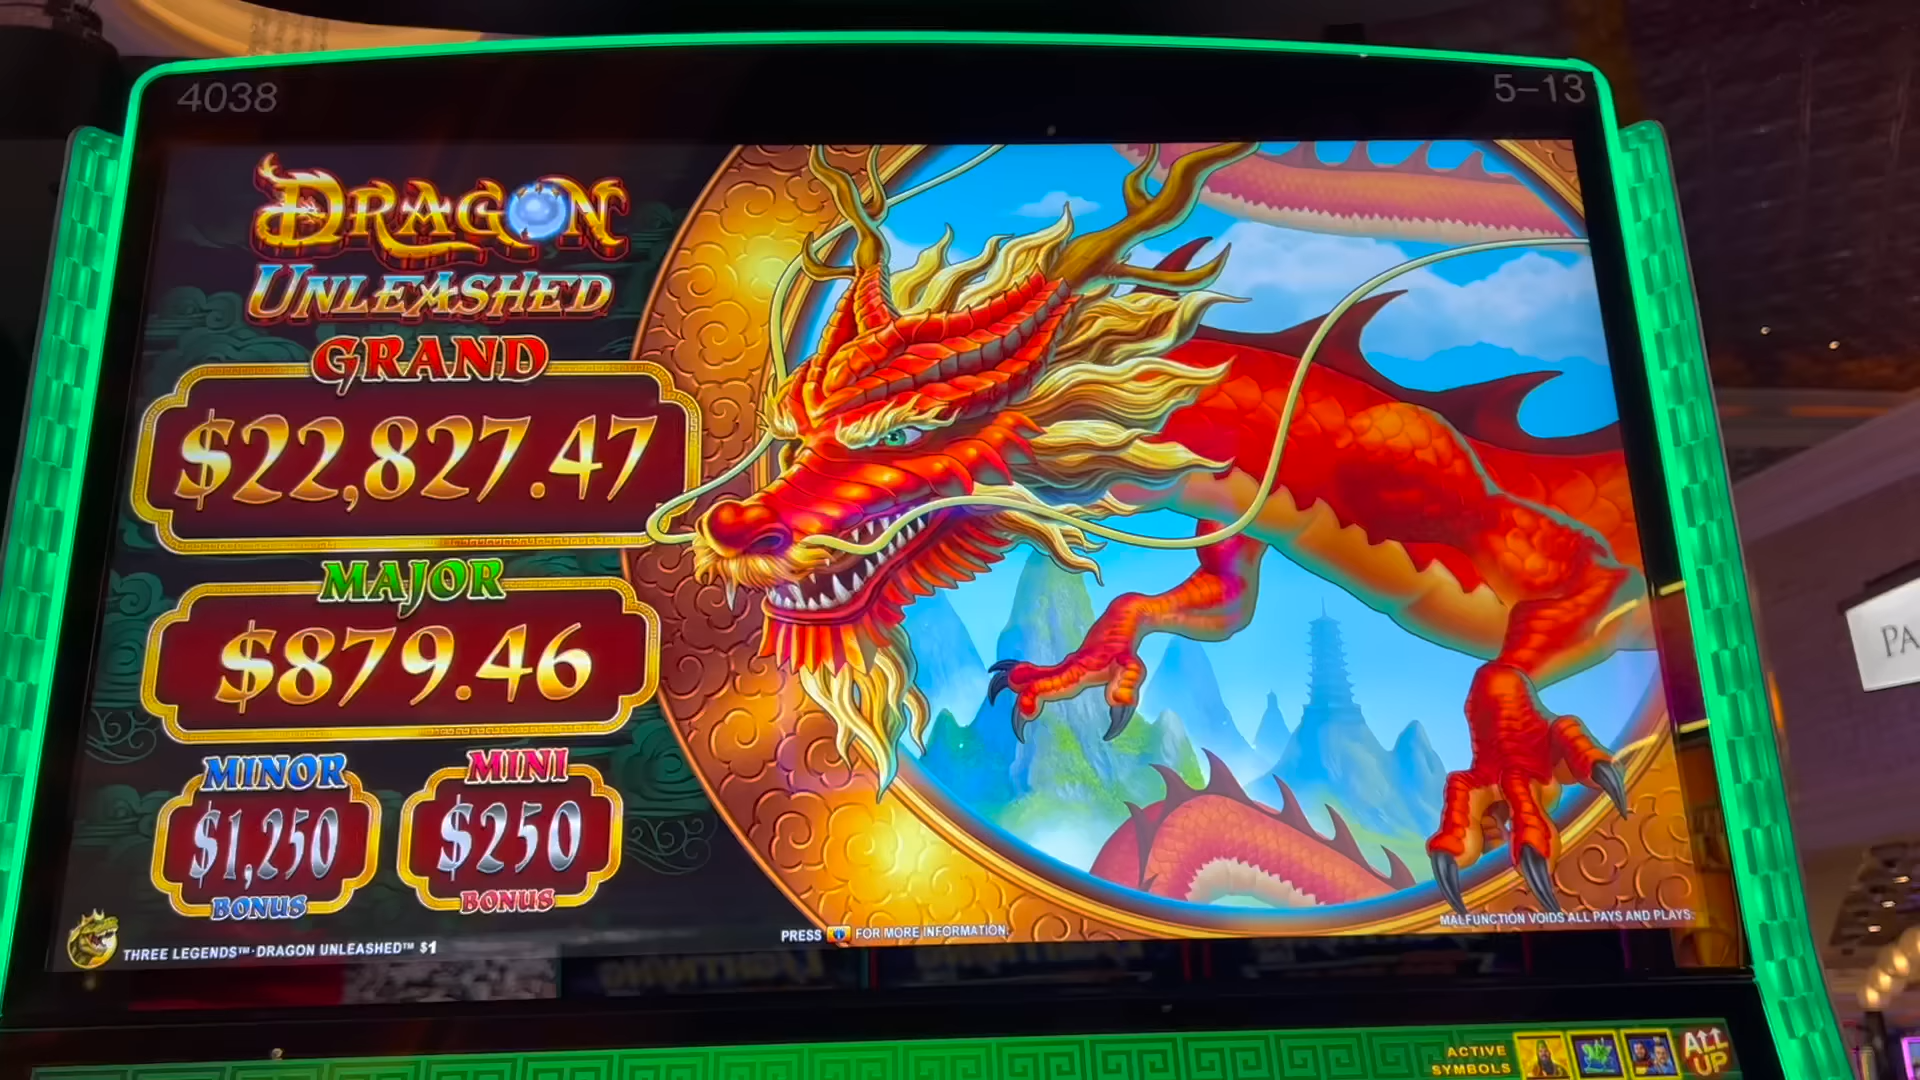 4038
5-13
DRAGON
UNLEASHED
GRAND
$22,827.47
MAJOR
$879.46
MINOR
$1,250
BONUS
MINI
$250
BONUS
THREE LEGENDS™·DRAGON UNLEASHED™ $1
PRESS FOR MORE INFORMATION.
MALFUNCTION VOIDS ALL PAYS AND PLAYS.
ACTIVE
SYMBOLS
ALL
UP
PA